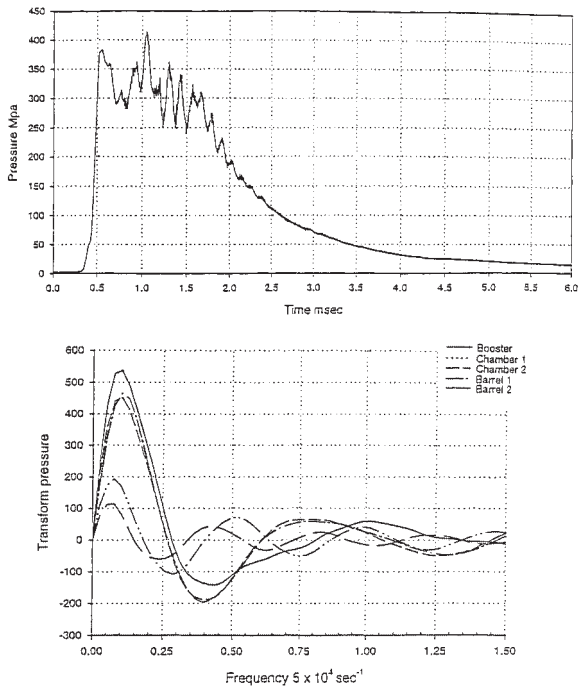 450
400
350
300
250
200
150
100
50
0
Pressure Mpa
0.0 0.5 1.0 1.5 2.0 2.5 3.0 3.5 4.0 4.5 5.0 5.5 6.0
Time msec
Booster
Chamber 1
Chamber 2
Barrel 1
Barrel 2
600
500
400
300
200
100
0
-100
-200
-300
Transform pressure
0.00 0.25 0.50 0.75 1.00 1.25 1.50
Frequency 5 x 10⁴ sec⁻¹